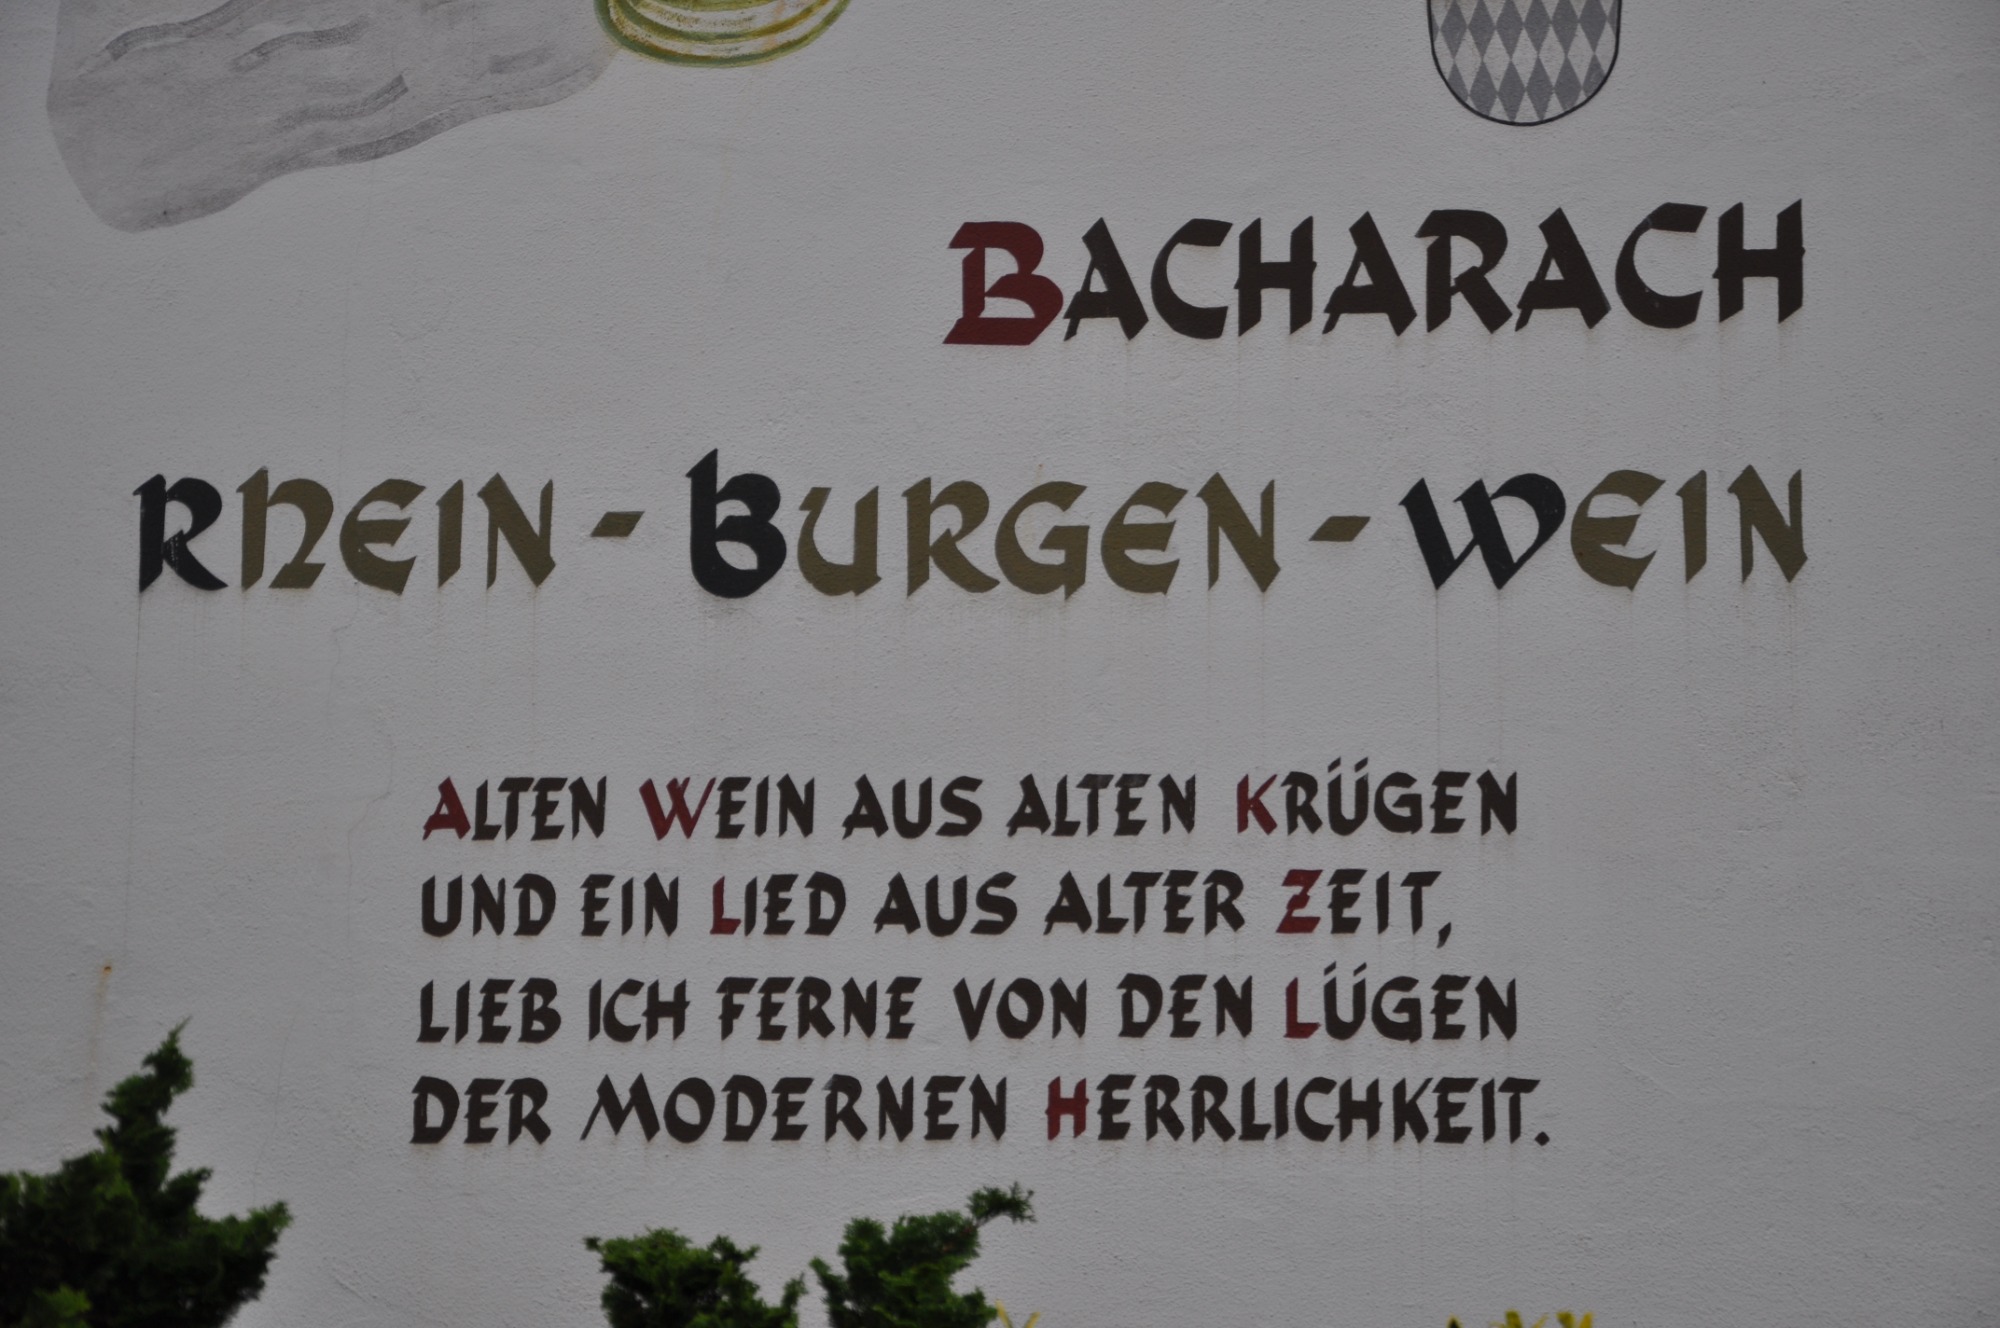 BACHARACH
RHEIN-BURGEN-WEIN
ALTEN WEIN AUS ALTEN KRÜGEN
UND EIN LIED AUS ALTER ZEIT,
LIEB ICH FERNE VON DEN LÜGEN
DER MODERNEN HERRLICHKEIT.